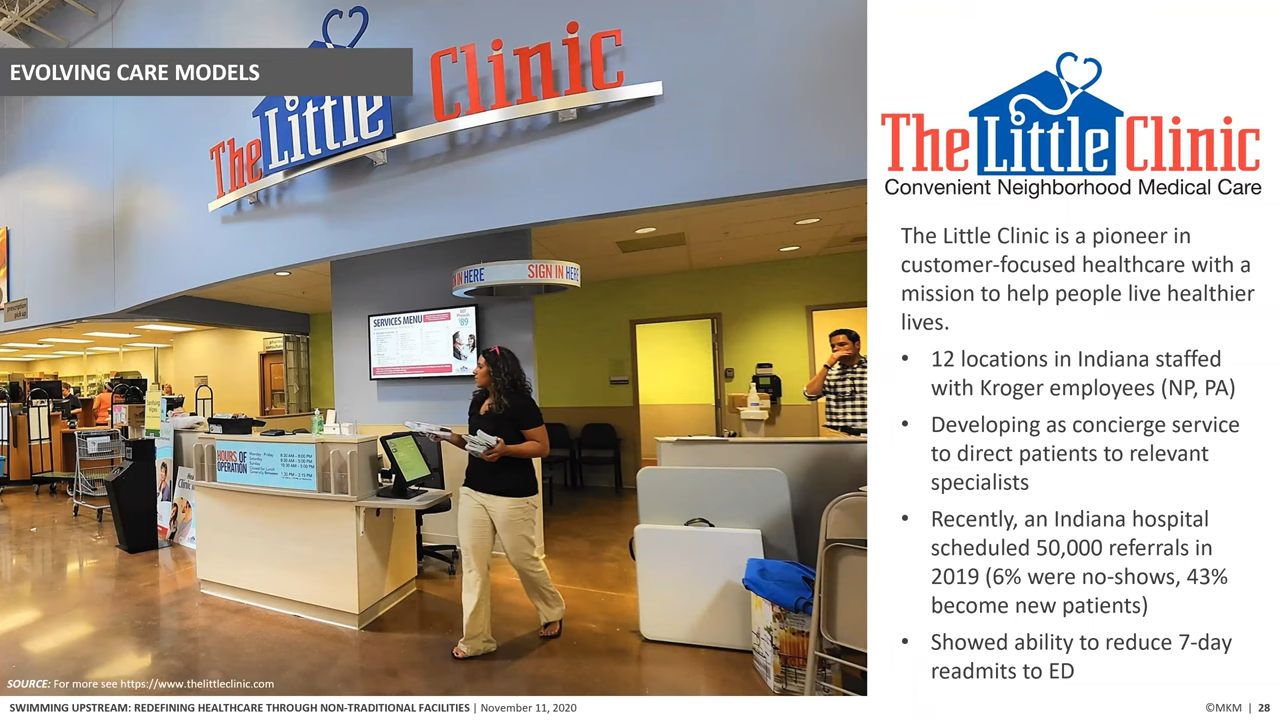 EVOLVING CARE MODELS
The Little Clinic
SIGN IN HERE
SERVICES MENU
$89
HOURS OF
OPERATION
The Little Clinic
Convenient Neighborhood Medical Care
The Little Clinic is a pioneer in
customer-focused healthcare with a
mission to help people live healthier
lives.
• 12 locations in Indiana staffed
with Kroger employees (NP, PA)
• Developing as concierge service
to direct patients to relevant
specialists
• Recently, an Indiana hospital
scheduled 50,000 referrals in
2019 (6% were no-shows, 43%
become new patients)
• Showed ability to reduce 7-day
readmits to ED
SOURCE: For more see https://www.thelittleclinic.com
SWIMMING UPSTREAM: REDEFINING HEALTHCARE THROUGH NON-TRADITIONAL FACILITIES | November 11, 2020
©MKM | 28